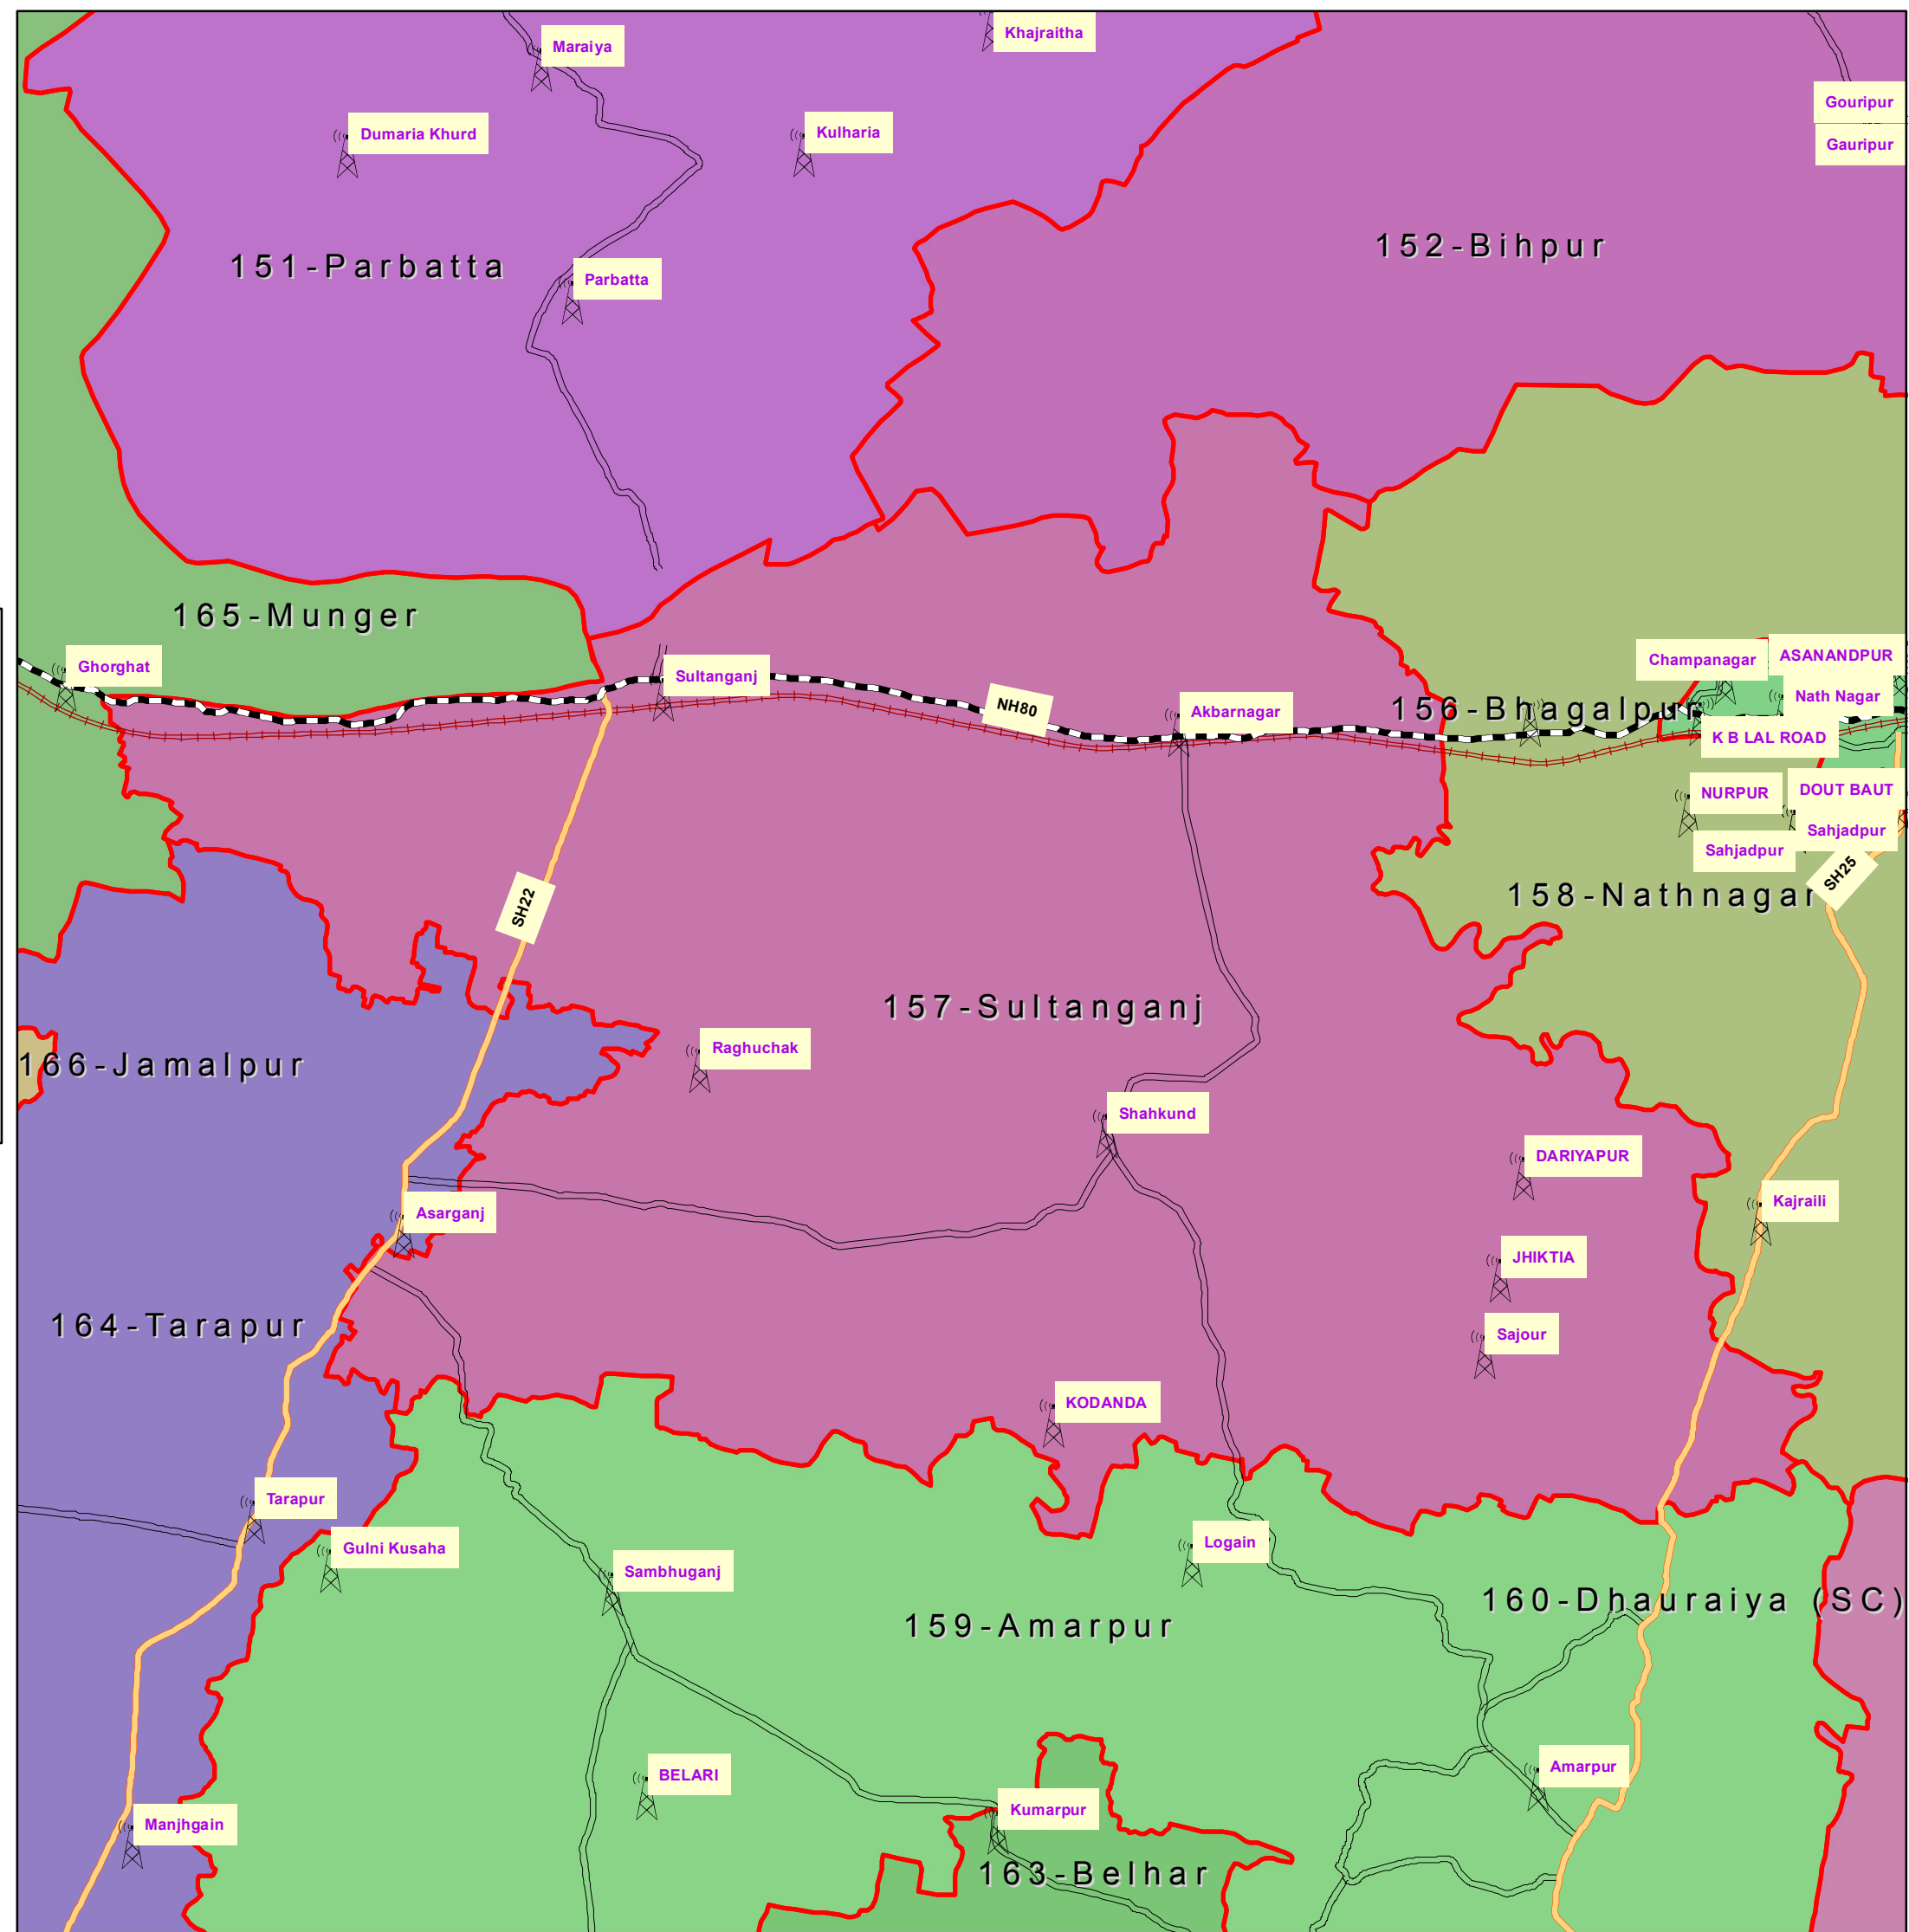 Maraiya
Khajraitha
Gouripur
Dumaria Khurd
Kulharia
Gauripur
152-Bihpur
151-Parbatta
Parbatta
165-Munger
Ghorghat
Sultanganj
Champanagar
ASANANDPUR
NH80
Akbarnagar
156-Bhagalpur
Nath Nagar
K B LAL ROAD
NURPUR
DOUT BAUT
Sahjadpur
Sahjadpur
SH25
SH22
158-Nathnagar
157-Sultanganj
166-Jamalpur
Raghuchak
Shahkund
DARIYAPUR
Asarganj
Kajraili
JHIKTIA
164-Tarapur
Sajour
KODANDA
Tarapur
Gulni Kusaha
Logain
Sambhuganj
160-Dhauraiya (SC)
159-Amarpur
BELARI
Amarpur
Kumarpur
Manjhgain
163-Belhar